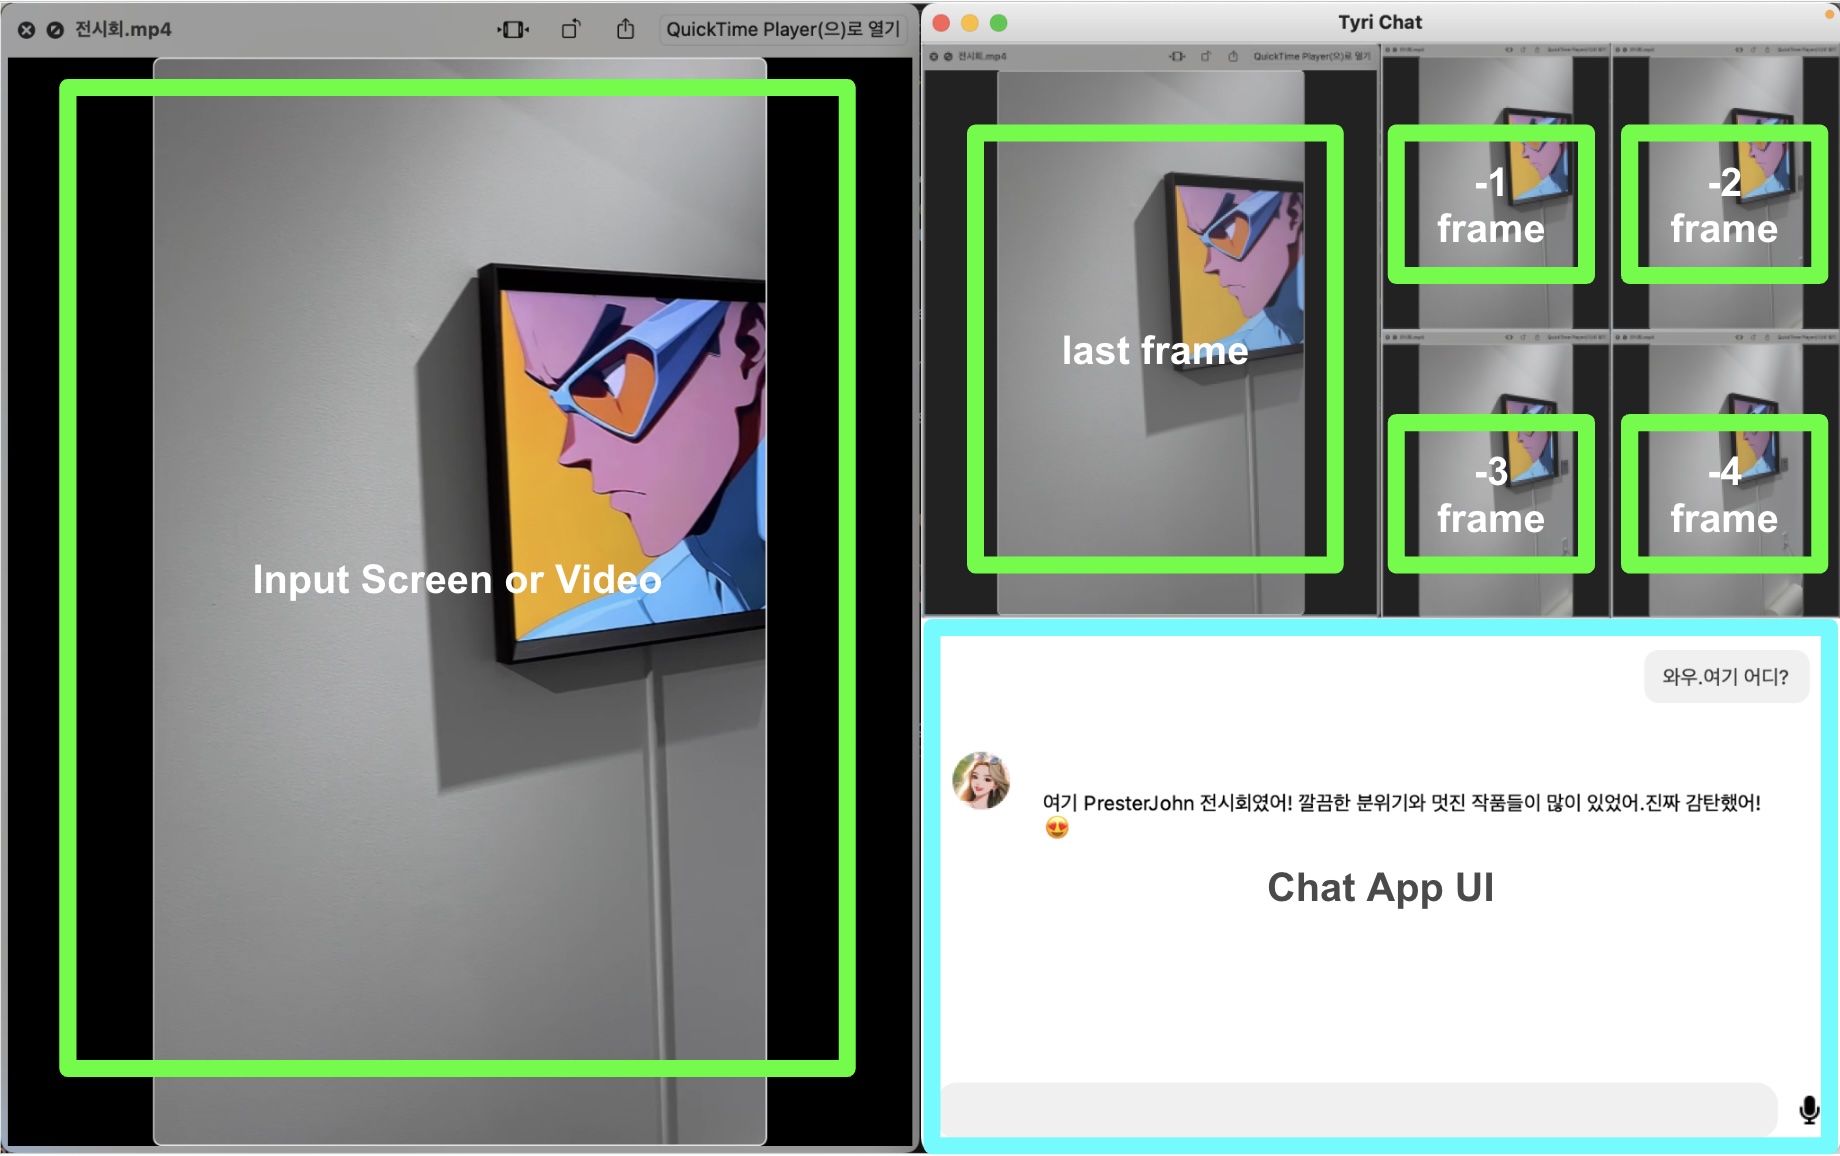 전시회.mp4
QuickTime Player(으)로 열기
Input Screen or Video
Tyri Chat
전시회.mp4
QuickTime Player(으)로 열기
last frame
-1
frame
-2
frame
-3
frame
-4
frame
와우.여기 어디?
여기 PresterJohn 전시회였어! 깔끔한 분위기와 멋진 작품들이 많이 있었어.진짜 감탄했어!
😍
Chat App UI